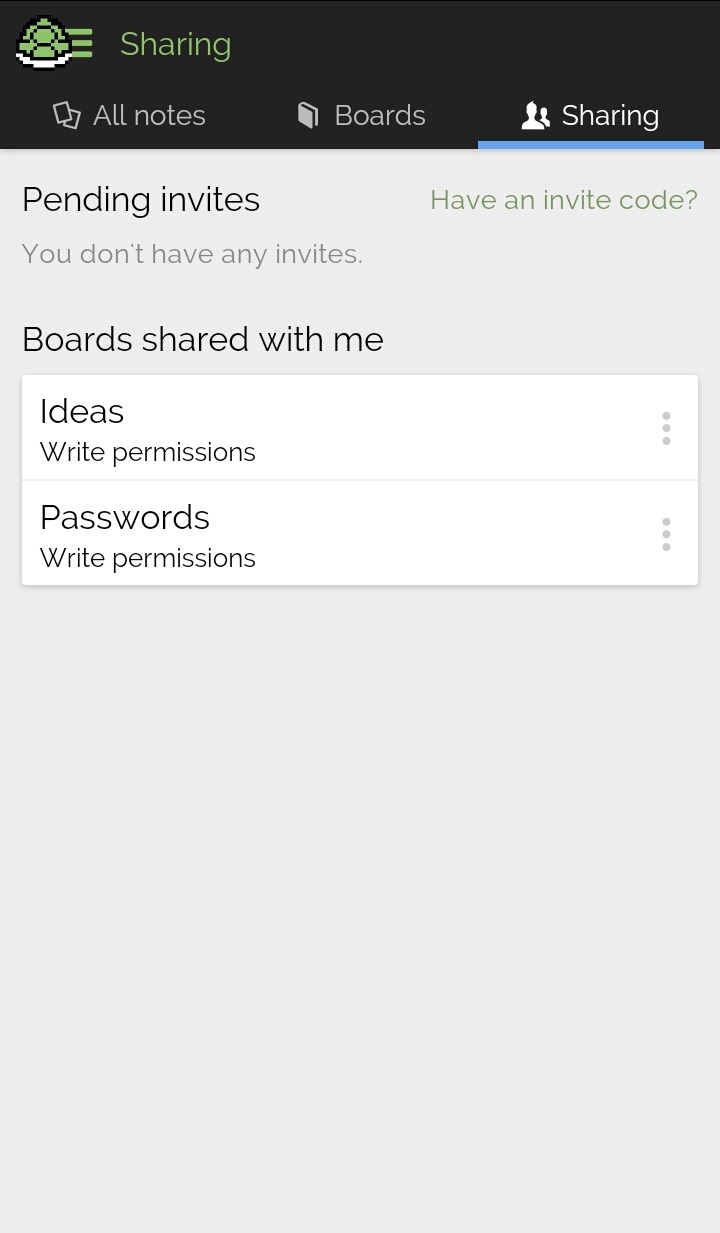 Sharing
All notes
Boards
Sharing
Pending invites
Have an invite code?
You don't have any invites.
Boards shared with me
Ideas
Write permissions
Passwords
Write permissions